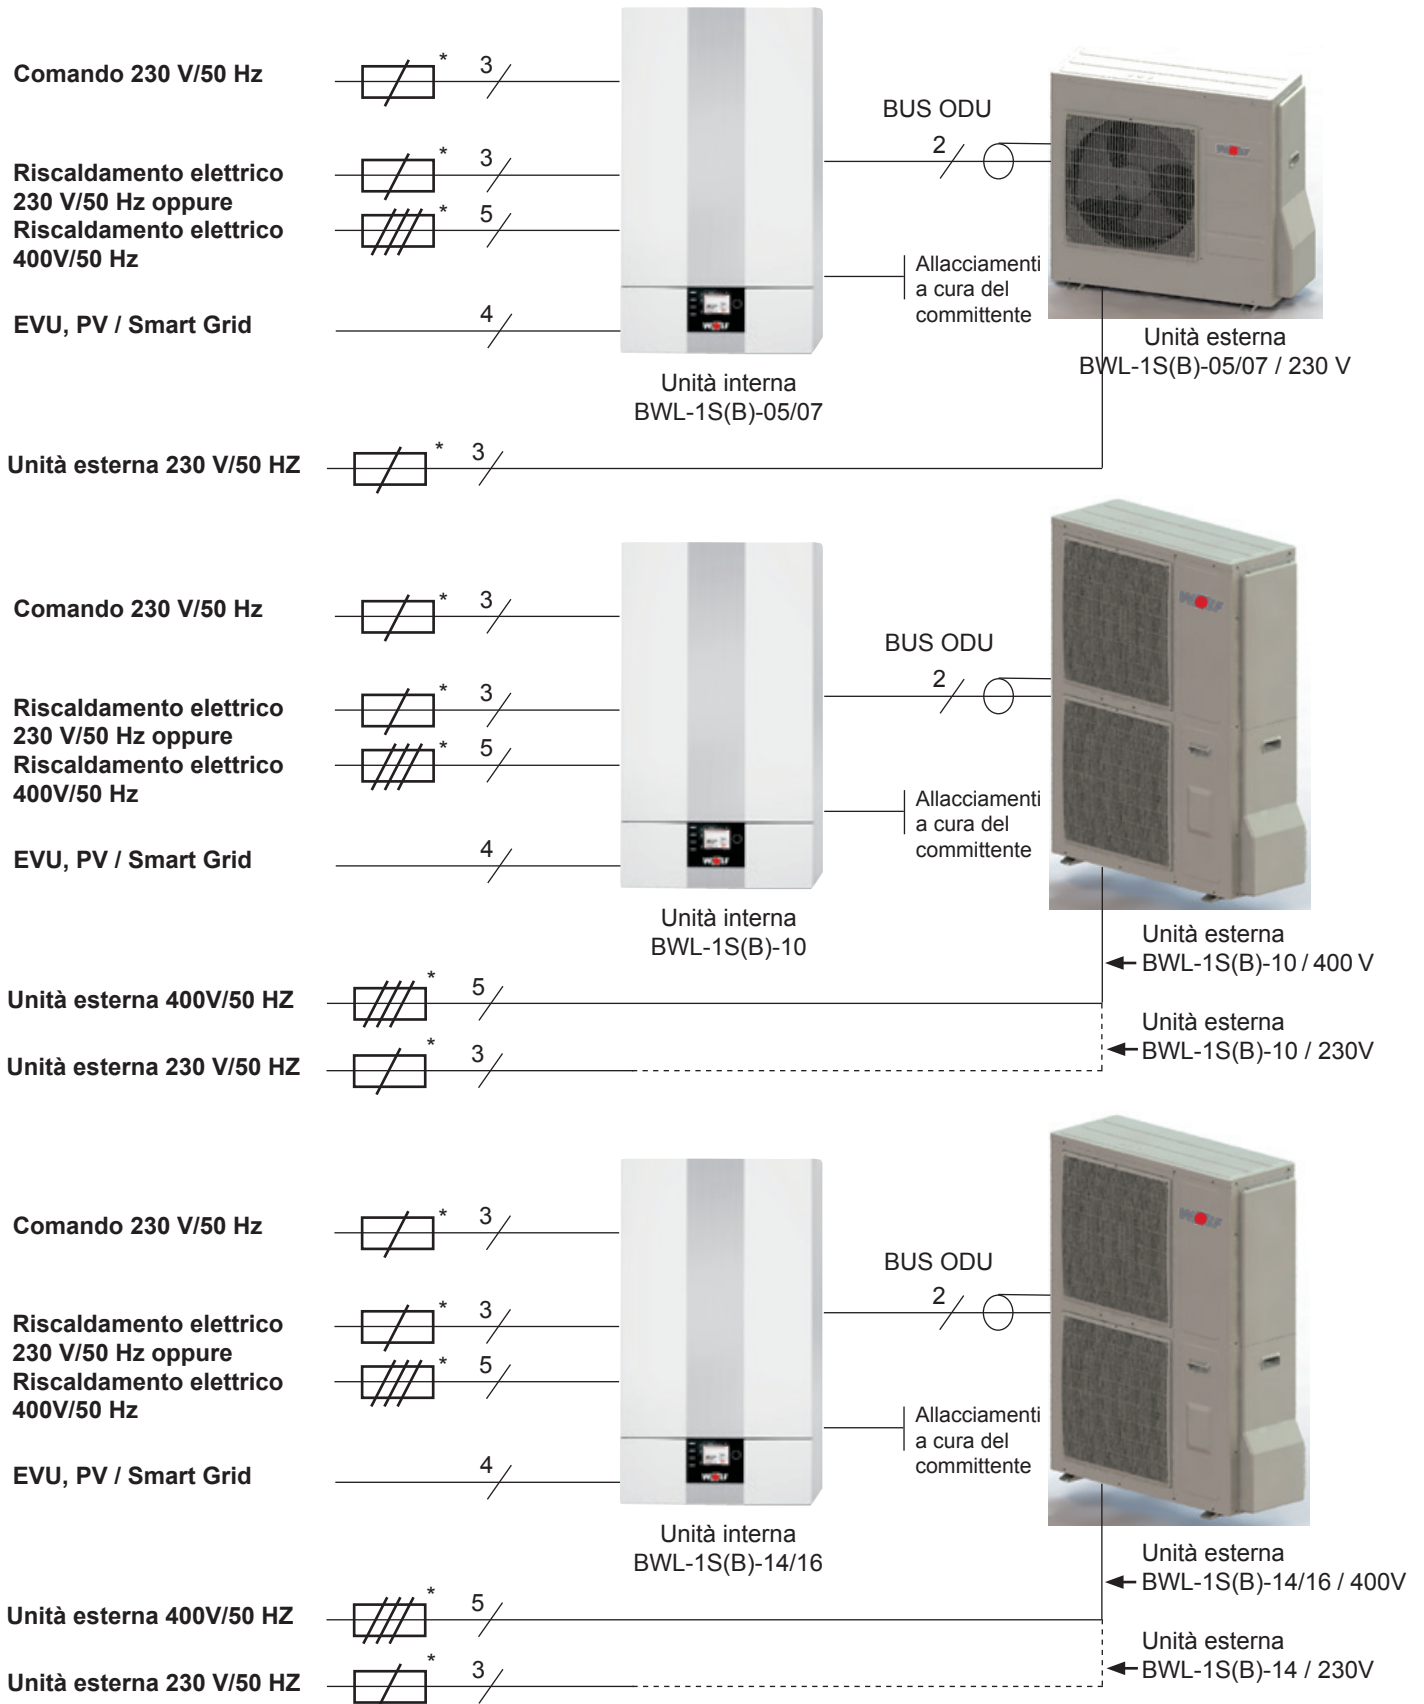 Comando 230 V/50 Hz
*
3
Riscaldamento elettrico
230 V/50 Hz oppure
Riscaldamento elettrico
400V/50 Hz
*
3
*
5
EVU, PV / Smart Grid
4
WOLF
Unità interna
BWL-1S(B)-05/07
BUS ODU
2
Allacciamenti
a cura del
committente
WOLF
Unità esterna
BWL-1S(B)-05/07 / 230 V
Unità esterna 230 V/50 HZ
*
3
Comando 230 V/50 Hz
*
3
Riscaldamento elettrico
230 V/50 Hz oppure
Riscaldamento elettrico
400V/50 Hz
*
3
*
5
EVU, PV / Smart Grid
4
WOLF
Unità interna
BWL-1S(B)-10
BUS ODU
2
Allacciamenti
a cura del
committente
WOLF
Unità esterna
BWL-1S(B)-10 / 400 V
Unità esterna 400V/50 HZ
*
5
Unità esterna
BWL-1S(B)-10 / 230V
Unità esterna 230 V/50 HZ
*
3
Comando 230 V/50 Hz
*
3
Riscaldamento elettrico
230 V/50 Hz oppure
Riscaldamento elettrico
400V/50 Hz
*
3
*
5
EVU, PV / Smart Grid
4
WOLF
Unità interna
BWL-1S(B)-14/16
BUS ODU
2
Allacciamenti
a cura del
committente
WOLF
Unità esterna
BWL-1S(B)-14/16 / 400V
Unità esterna 400V/50 HZ
*
5
Unità esterna
BWL-1S(B)-14 / 230V
Unità esterna 230 V/50 HZ
*
3